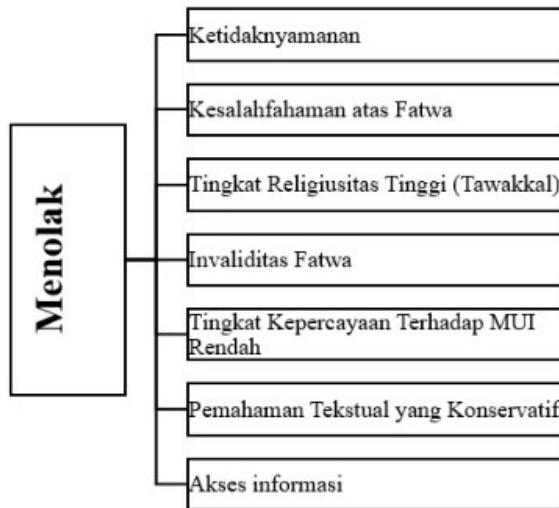 Menolak
Ketidaknyamanan
Kesalahfahaman atas Fatwa
Tingkat Religiusitas Tinggi (Tawakkal)
Invaliditas Fatwa
Tingkat Kepercayaan Terhadap MUI
Rendah
Pemahaman Tekstual yang Konservatif
Akses informasi